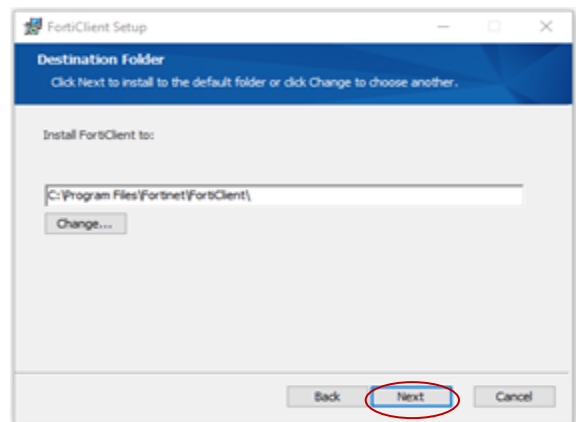 FortiClient Setup
Destination Folder
Click Next to install to the default folder or click Change to choose another.
Install FortiClient to:
C:\Program Files\Fortinet\FortiClient\
Change...
Back Next Cancel